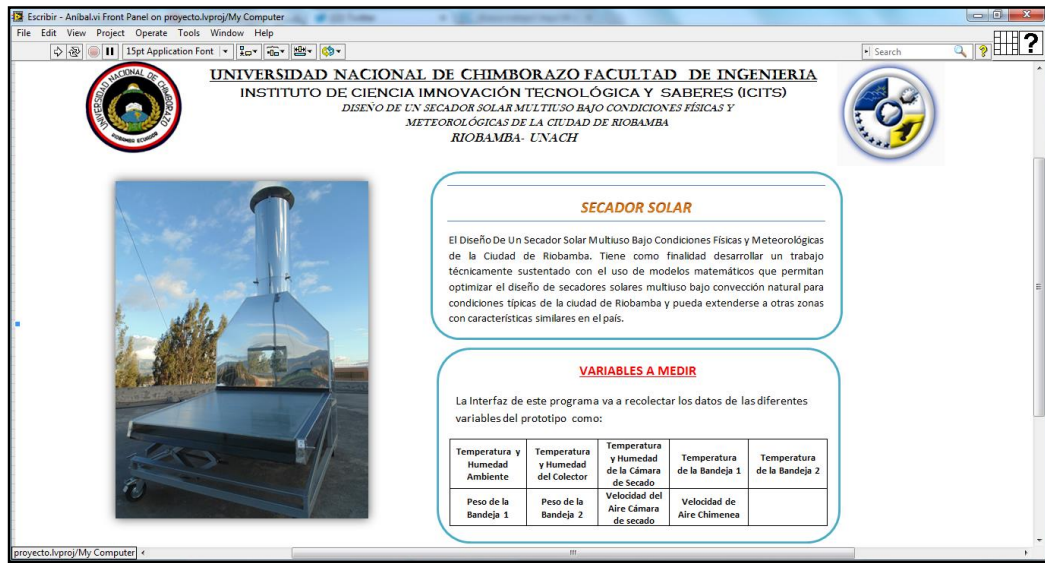 Escribir - Anibal.vi Front Panel on proyecto.lvproj/My Computer
File Edit View Project Operate Tools Window Help
15pt Application Font
Search
UNIVERSIDAD NACIONAL DE CHIMBORAZO FACULTAD DE INGENIERIA
INSTITUTO DE CIENCIA IMNOVACIÓN TECNOLÓGICA Y SABERES (ICITS)
DISEÑO DE UN SECADOR SOLAR MULTIUSO BAJO CONDICIONES FÍSICAS Y
METEOROLÓGICAS DE LA CIUDAD DE RIOBAMBA
RIOBAMBA- UNACH
UNIVERSIDAD NACIONAL DE CHIMBORAZO
RIOBAMBA ECUADOR
SECADOR SOLAR
El Diseño De Un Secador Solar Multiuso Bajo Condiciones Físicas y Meteorológicas
de la Ciudad de Riobamba. Tiene como finalidad desarrollar un trabajo
técnicamente sustentado con el uso de modelos matemáticos que permitan
optimizar el diseño de secadores solares multiuso bajo convección natural para
condiciones típicas de la ciudad de Riobamba y pueda extenderse a otras zonas
con características similares en el país.
VARIABLES A MEDIR
La Interfaz de este programa va a recolectar los datos de las diferentes
variables del prototipo como:
Temperatura y Humedad Ambiente
Temperatura y Humedad del Colector
Temperatura y Humedad de la Cámara de Secado
Temperatura de la Bandeja 1
Temperatura de la Bandeja 2
Peso de la Bandeja 1
Peso de la Bandeja 2
Velocidad del Aire Cámara de secado
Velocidad de Aire Chimenea
proyecto.lvproj/My Computer